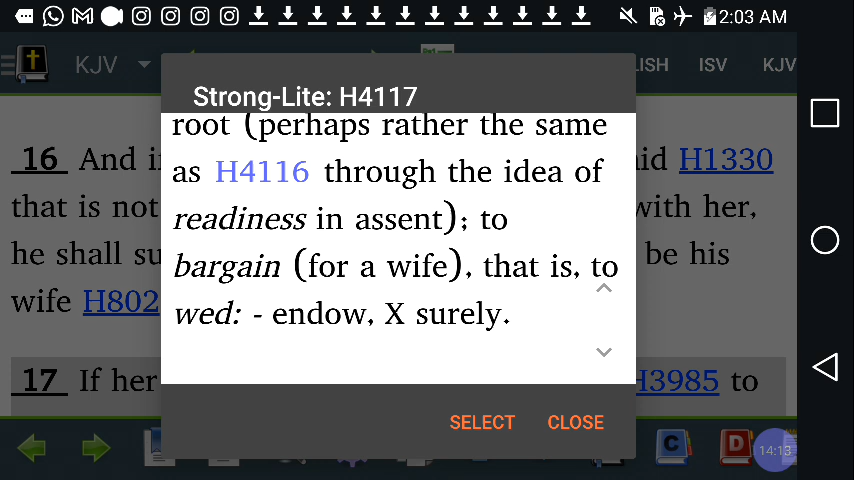 2:03 AM
KJV
LISH ISV KJV
Strong-Lite: H4117
root (perhaps rather the same
as H4116 through the idea of
readiness in assent); to
bargain (for a wife), that is, to
wed: - endow, X surely.
SELECT CLOSE
16 And i
aid H1330
that is not
with her,
he shall su
be his
wife H802
17 If her
H3985 to
C D
14:13